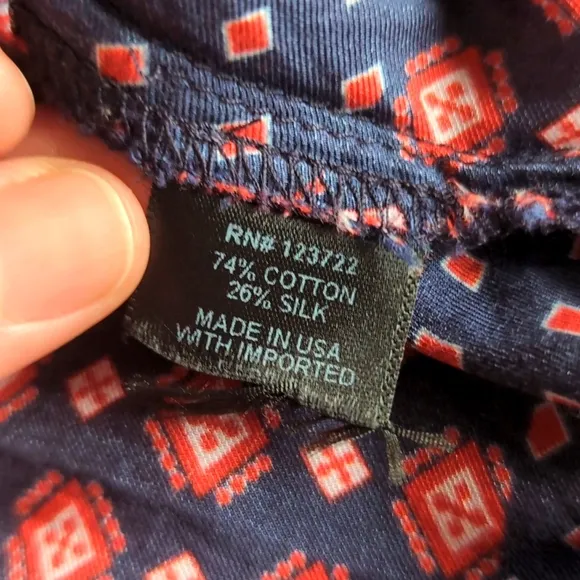 RN# 123722
74% COTTON
26% SILK
MADE IN USA
WITH IMPORTED